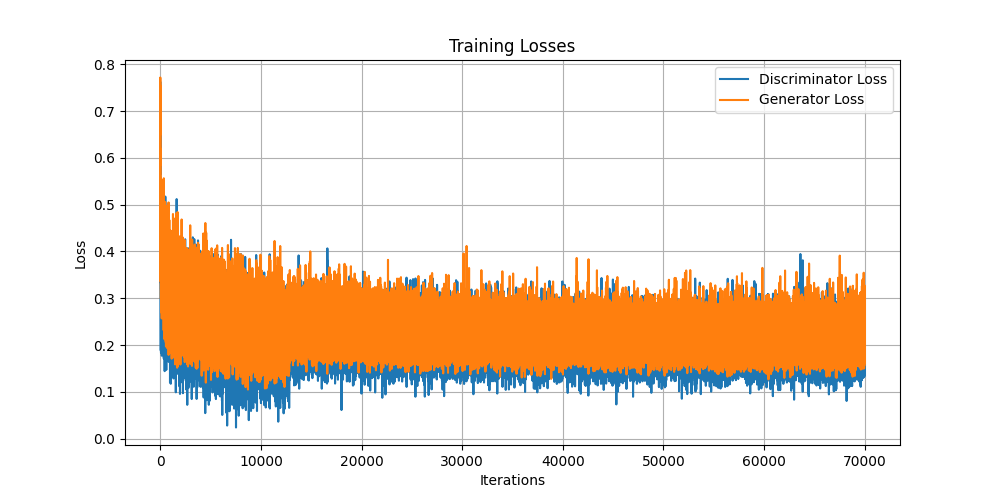 Training Losses
Discriminator Loss
Generator Loss
Loss
0.8
0.7
0.6
0.5
0.4
0.3
0.2
0.1
0.0
0 10000 20000 30000 40000 50000 60000 70000
Iterations